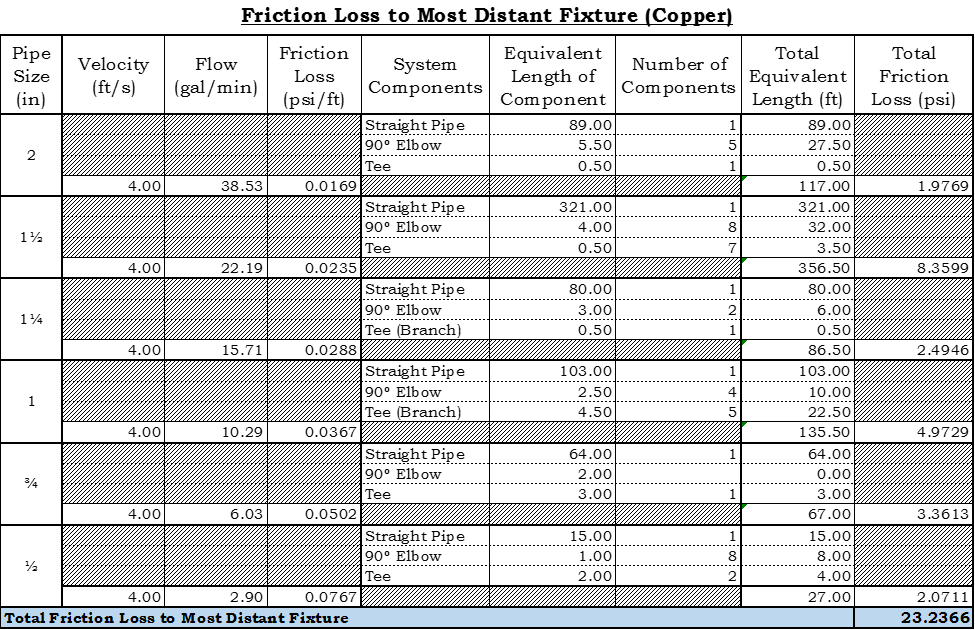 Friction Loss to Most Distant Fixture (Copper)
Pipe Size (in) Velocity (ft/s) Flow (gal/min) Friction Loss (psi/ft) System Components Equivalent Length of Component Number of Components Total Equivalent Length (ft) Total Friction Loss (psi)
2
Straight Pipe 89.00 1 89.00
90° Elbow 5.50 5 27.50
Tee 0.50 1 0.50
4.00 38.53 0.0169 117.00 1.9769
1½
Straight Pipe 321.00 1 321.00
90° Elbow 4.00 8 32.00
Tee 0.50 7 3.50
4.00 22.19 0.0235 356.50 8.3599
1¼
Straight Pipe 80.00 1 80.00
90° Elbow 3.00 2 6.00
Tee (Branch) 0.50 1 0.50
4.00 15.71 0.0288 86.50 2.4946
1
Straight Pipe 103.00 1 103.00
90° Elbow 2.50 4 10.00
Tee (Branch) 4.50 5 22.50
4.00 10.29 0.0367 135.50 4.9729
¾
Straight Pipe 64.00 1 64.00
90° Elbow 2.00 0.00
Tee 3.00 1 3.00
4.00 6.03 0.0502 67.00 3.3613
½
Straight Pipe 15.00 1 15.00
90° Elbow 1.00 8 8.00
Tee 2.00 2 4.00
4.00 2.90 0.0767 27.00 2.0711
Total Friction Loss to Most Distant Fixture 23.2366